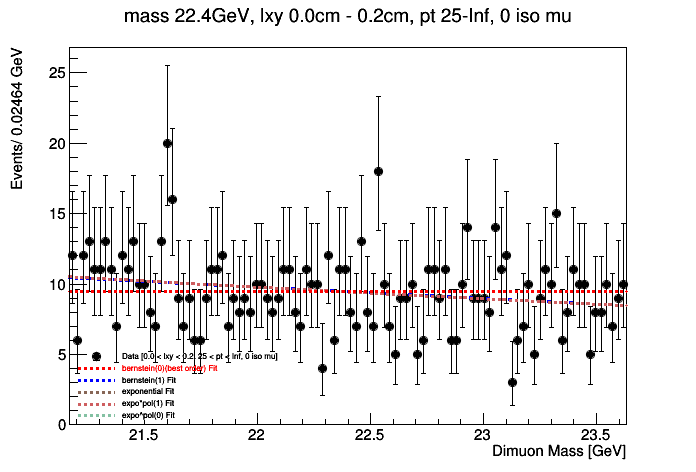 mass 22.4GeV, lxy 0.0cm - 0.2cm, pt 25-Inf, 0 iso mu
Events/ 0.02464 GeV
25
20
15
10
5
0
Data [0.0 < lxy < 0.2, 25 < pt < Inf, 0 iso mu]
bernstein(0)(best order) Fit
bernstein(1) Fit
exponential Fit
expo*pol(1) Fit
expo*pol(0) Fit
21.5 22 22.5 23 23.5
Dimuon Mass [GeV]